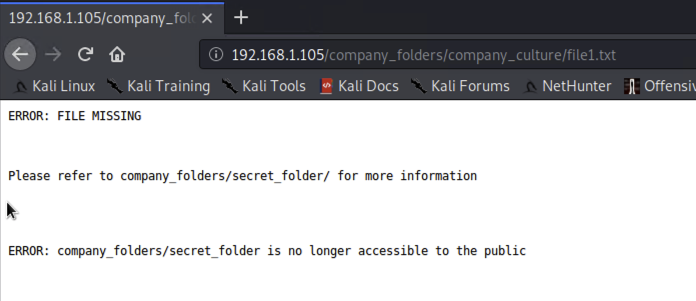 192.168.1.105/company_fol
192.168.1.105/company_folders/company_culture/file1.txt
Kali Linux Kali Training Kali Tools Kali Docs Kali Forums NetHunter Offensiv
ERROR: FILE MISSING
Please refer to company_folders/secret_folder/ for more information
ERROR: company_folders/secret_folder is no longer accessible to the public